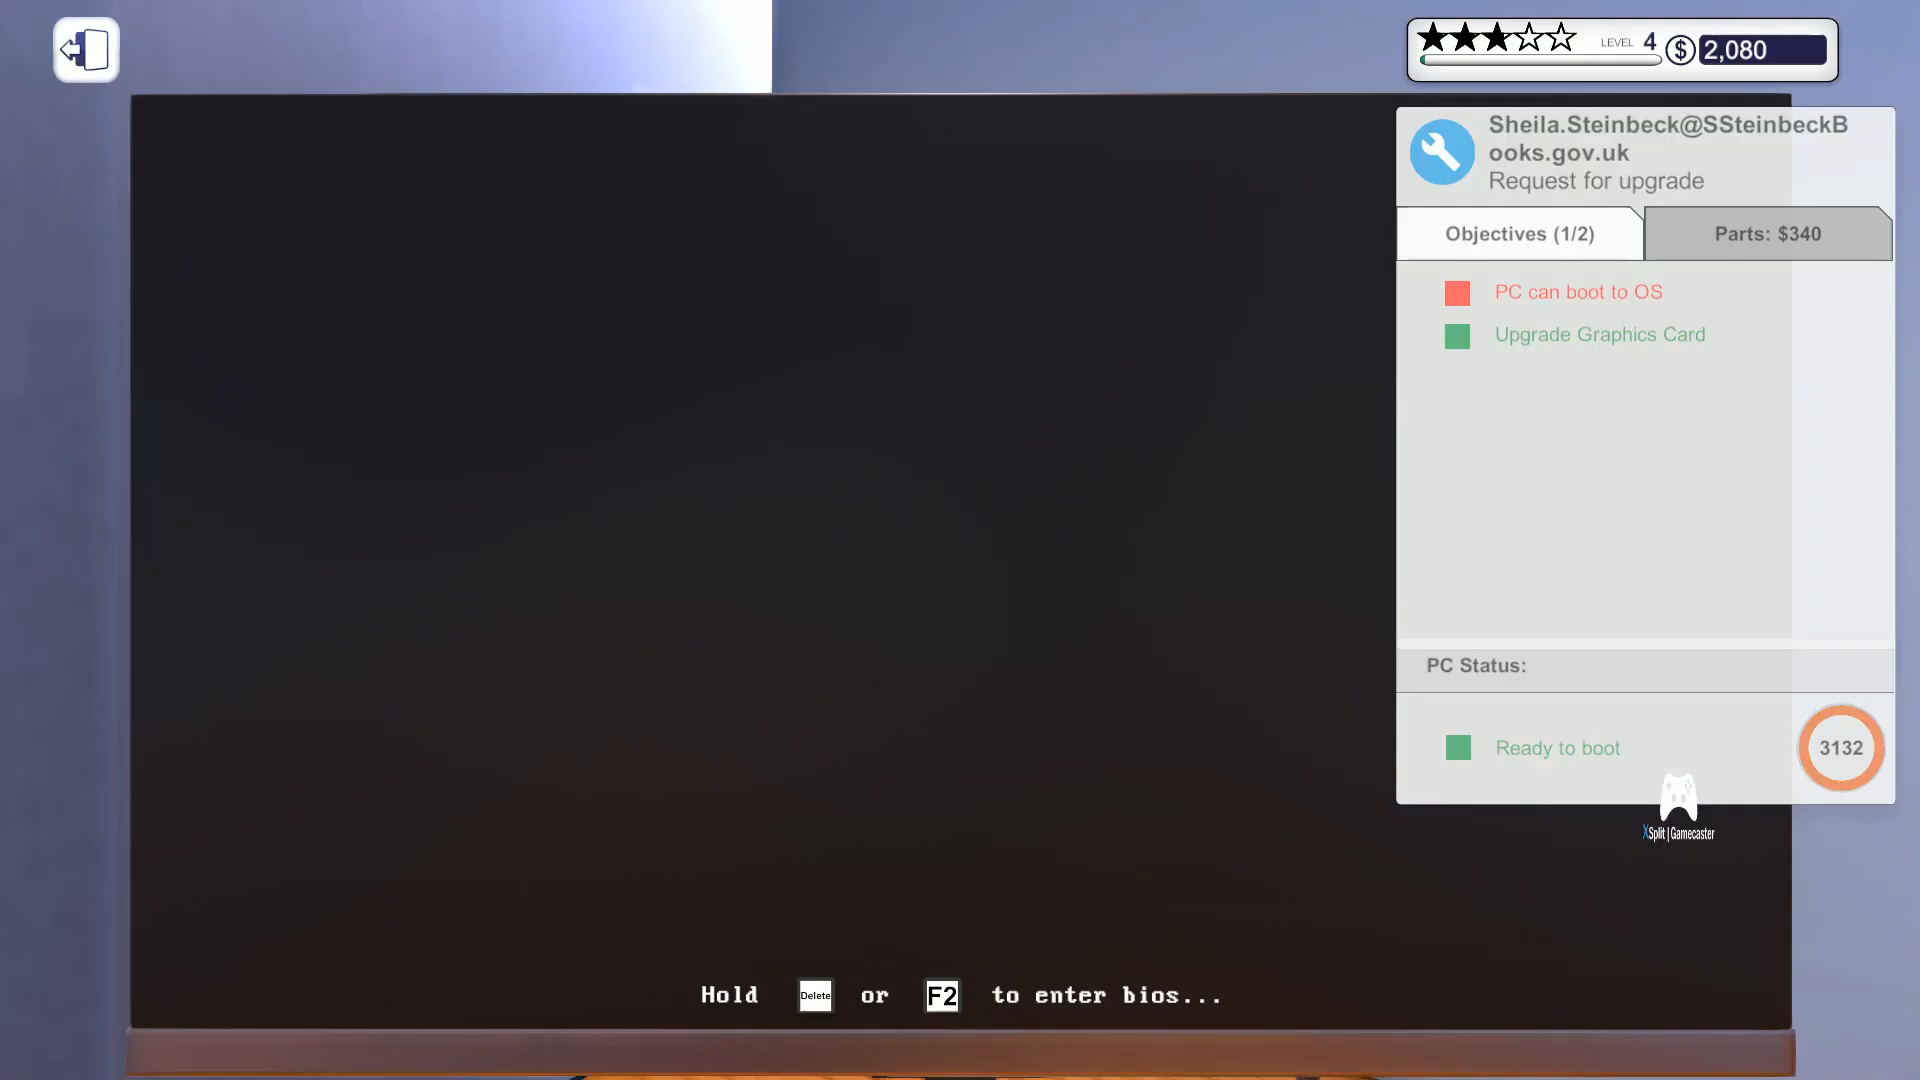 LEVEL 4 $ 2,080
Sheila.Steinbeck@SSteinbeckB
ooks.gov.uk
Request for upgrade
Objectives (1/2)
Parts: $340
PC can boot to OS
Upgrade Graphics Card
PC Status:
Ready to boot
3132
XSplit | Gamecaster
Hold Delete or F2 to enter bios...